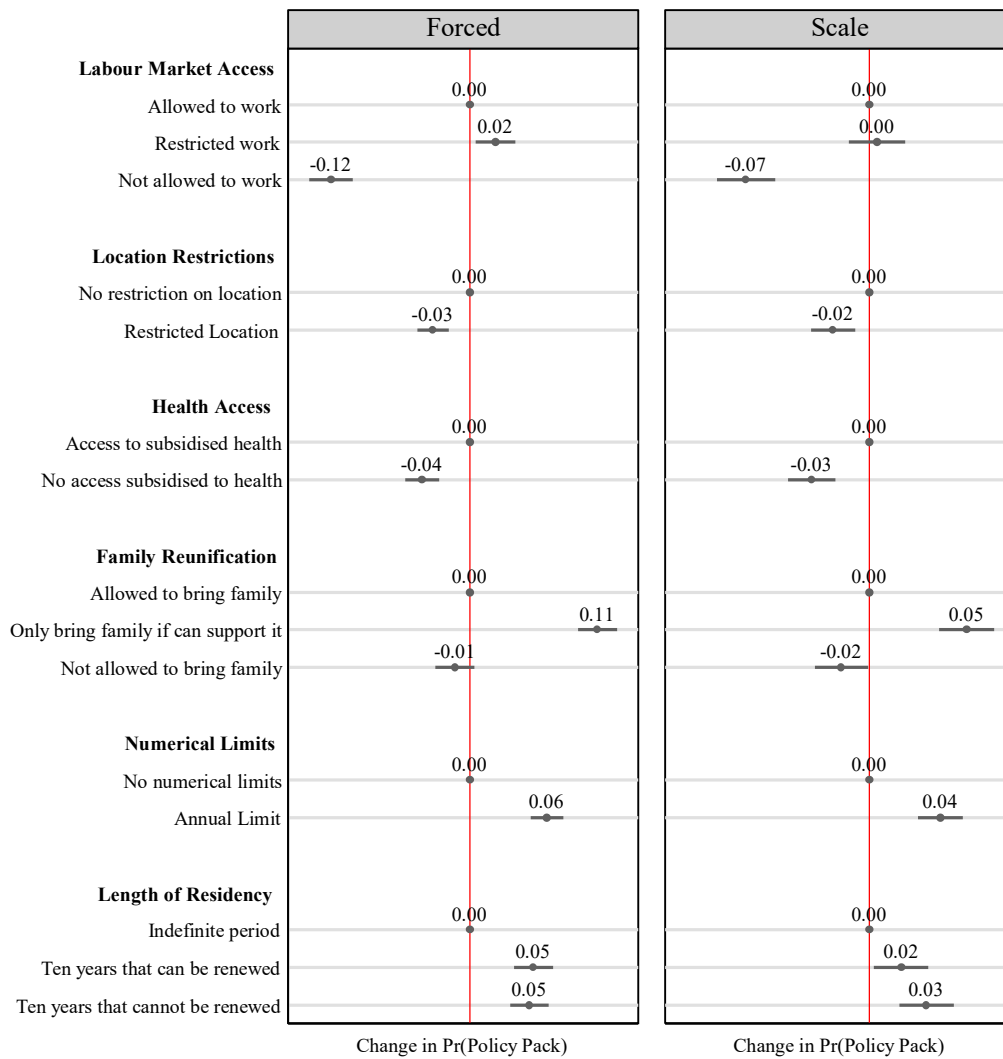 Forced Scale
Labour Market Access
0.00 0.00
Allowed to work
0.02 0.00
Restricted work
-0.12 -0.07
Not allowed to work
Location Restrictions
0.00 0.00
No restriction on location
-0.03 -0.02
Restricted Location
Health Access
0.00 0.00
Access to subsidised health
-0.04 -0.03
No access subsidised to health
Family Reunification
0.00 0.00
Allowed to bring family
0.11 0.05
Only bring family if can support it
-0.01 -0.02
Not allowed to bring family
Numerical Limits
0.00 0.00
No numerical limits
0.06 0.04
Annual Limit
Length of Residency
0.00 0.00
Indefinite period
0.05 0.02
Ten years that can be renewed
0.05 0.03
Ten years that cannot be renewed
Change in Pr(Policy Pack) Change in Pr(Policy Pack)